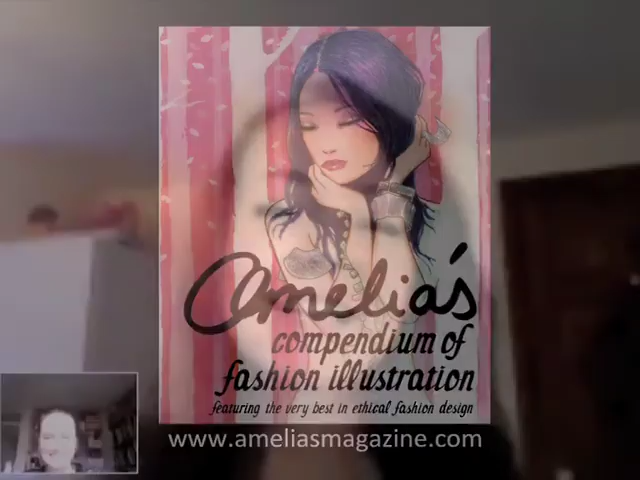 Amelia's
compendium of
fashion illustration
featuring the very best in ethical fashion design
www.ameliasmagazine.com